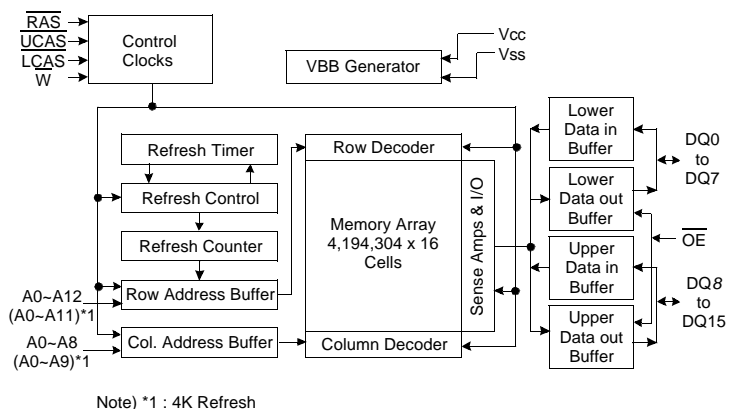 RAS
UCAS
LCAS
W
Control
Clocks
VBB Generator
Vcc
Vss
Refresh Timer
Refresh Control
Refresh Counter
Row Address Buffer
Col. Address Buffer
A0~A12
(A0~A11)*1
A0~A8
(A0~A9)*1
Row Decoder
Memory Array
4,194,304 x 16
Cells
Column Decoder
Sense Amps & I/O
Lower
Data in
Buffer
Lower
Data out
Buffer
Upper
Data in
Buffer
Upper
Data out
Buffer
DQ0
to
DQ7
OE
DQ8
to
DQ15
Note) *1 : 4K Refresh